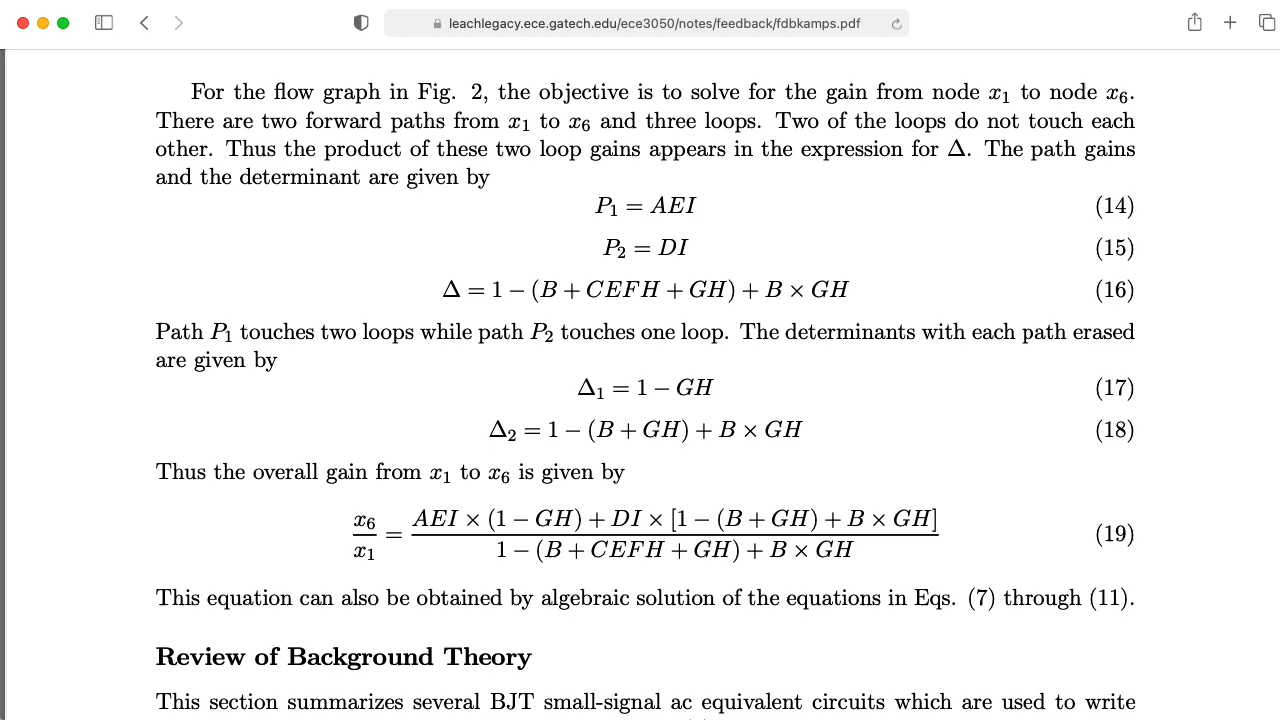 leachlegacy.ece.gatech.edu/ece3050/notes/feedback/fdbkamps.pdf
For the flow graph in Fig. 2, the objective is to solve for the gain from node x₁ to node x₆.
There are two forward paths from x₁ to x₆ and three loops. Two of the loops do not touch each
other. Thus the product of these two loop gains appears in the expression for Δ. The path gains
and the determinant are given by
P₁ = AEI (14)
P₂ = DI (15)
Δ = 1 − (B + CEFH + GH) + B × GH (16)
Path P₁ touches two loops while path P₂ touches one loop. The determinants with each path erased
are given by
Δ₁ = 1 − GH (17)
Δ₂ = 1 − (B + GH) + B × GH (18)
Thus the overall gain from x₁ to x₆ is given by
x₆/x₁ = AEI × (1 − GH) + DI × [1 − (B + GH) + B × GH] / 1 − (B + CEFH + GH) + B × GH (19)
This equation can also be obtained by algebraic solution of the equations in Eqs. (7) through (11).
Review of Background Theory
This section summarizes several BJT small-signal ac equivalent circuits which are used to write